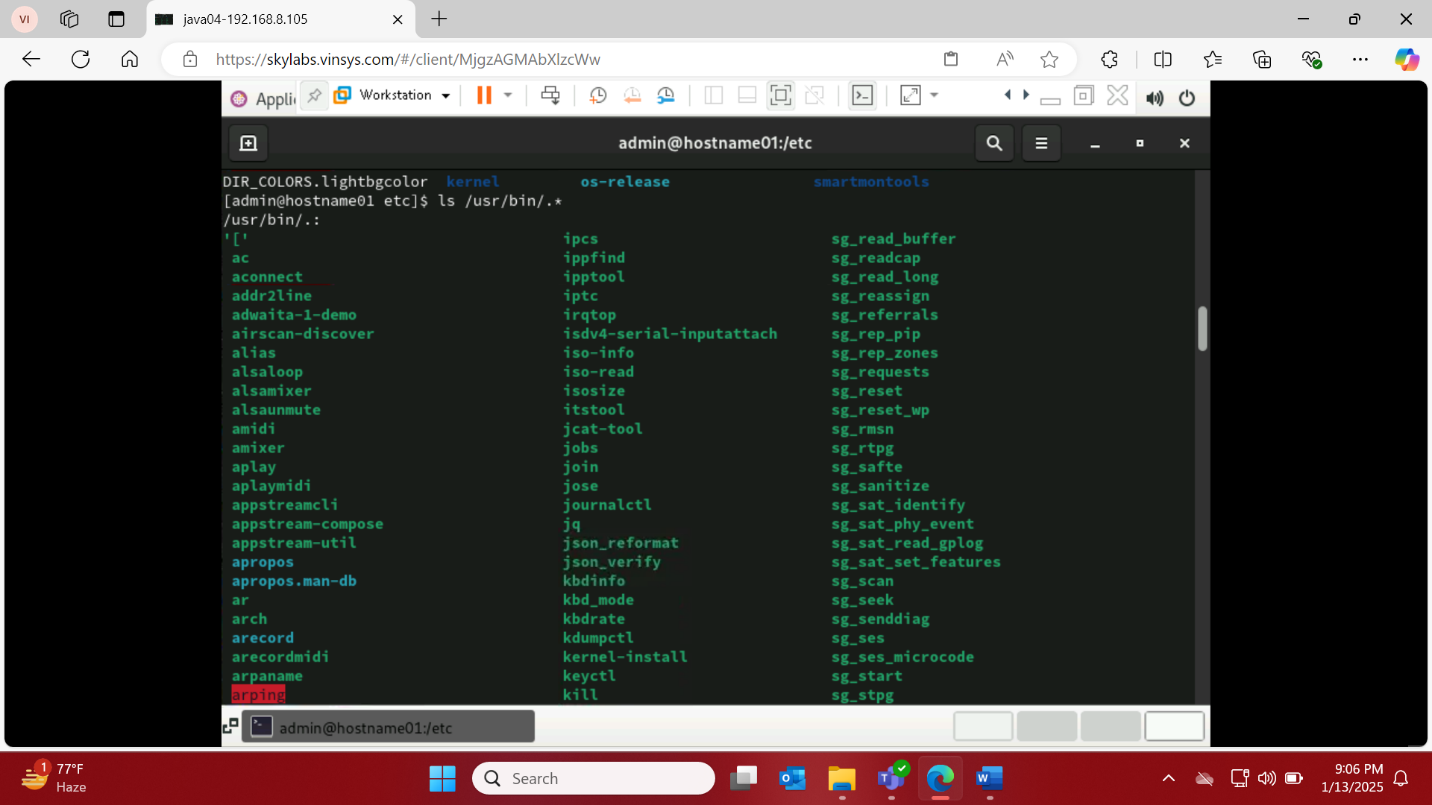 VI
java04-192.168.8.105
https://skylabs.vinsys.com/#/client/MjgzAGMAbXlzcWw
Appli
Workstation
admin@hostname01:/etc
DIR_COLORS.lightbgcolor kernel os-release smartmontools
[admin@hostname01 etc]$ ls /usr/bin/.*
/usr/bin/.:
'[' ipcs sg_read_buffer
ac ippfind sg_readcap
aconnect ipptool sg_read_long
addr2line iptc sg_reassign
adwaita-1-demo irqtop sg_referrals
airscan-discover isdv4-serial-inputattach sg_rep_pip
alias iso-info sg_rep_zones
alsaloop iso-read sg_requests
alsamixer isosize sg_reset
alsaunmute itstool sg_reset_wp
amidi jcat-tool sg_rmsn
amixer jobs sg_rtpg
aplay join sg_safte
aplaymidi jose sg_sanitize
appstreamcli journalctl sg_sat_identify
appstream-compose jq sg_sat_phy_event
appstream-util json_reformat sg_sat_read_gplog
apropos json_verify sg_sat_set_features
apropos.man-db kbdinfo sg_scan
ar kbd_mode sg_seek
arch kbdrate sg_senddiag
arecord kdumpctl sg_ses
arecordmidi kernel-install sg_ses_microcode
arpaname keyctl sg_start
arping kill sg_stpg
admin@hostname01:/etc
1
77°F
Haze
Search
9:06 PM
1/13/2025